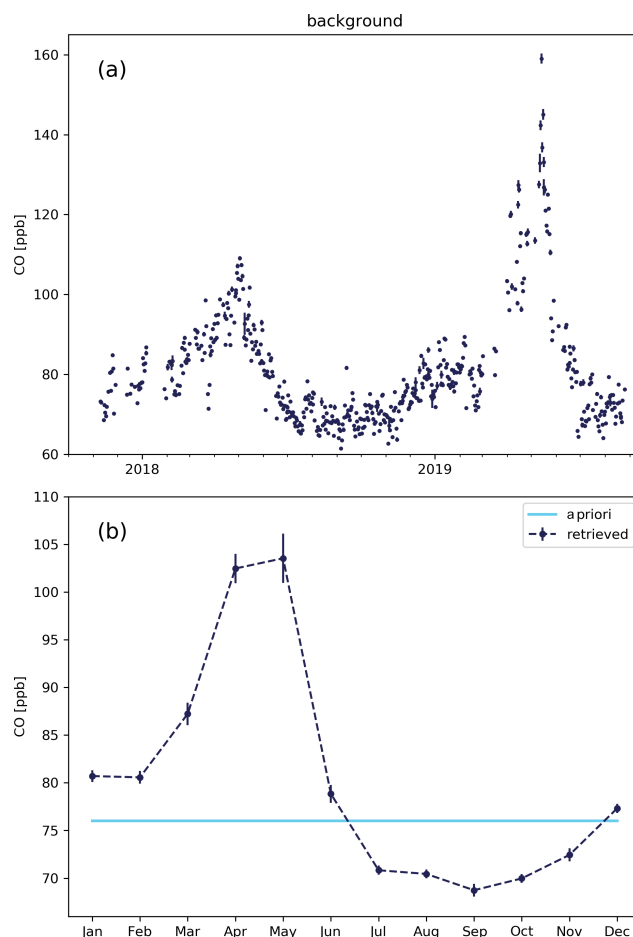 background
(a)
CO [ppb]
160
140
120
100
80
60
2018
2019
(b)
a priori
retrieved
CO [ppb]
110
105
100
95
90
85
80
75
70
Jan Feb Mar Apr May Jun Jul Aug Sep Oct Nov Dec